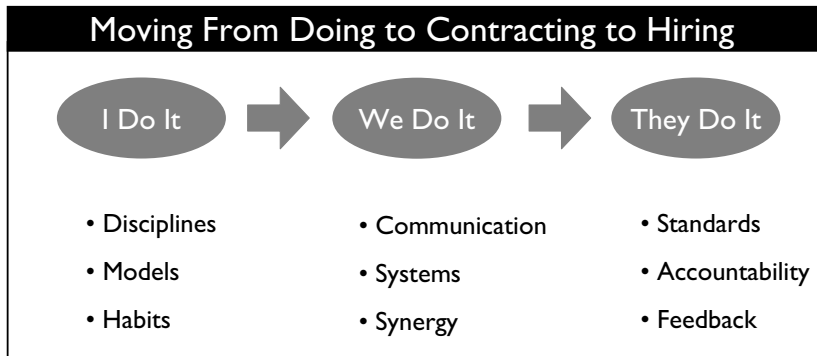 Moving From Doing to Contracting to Hiring
I Do It
We Do It
They Do It
• Disciplines
• Models
• Habits
• Communication
• Systems
• Synergy
• Standards
• Accountability
• Feedback